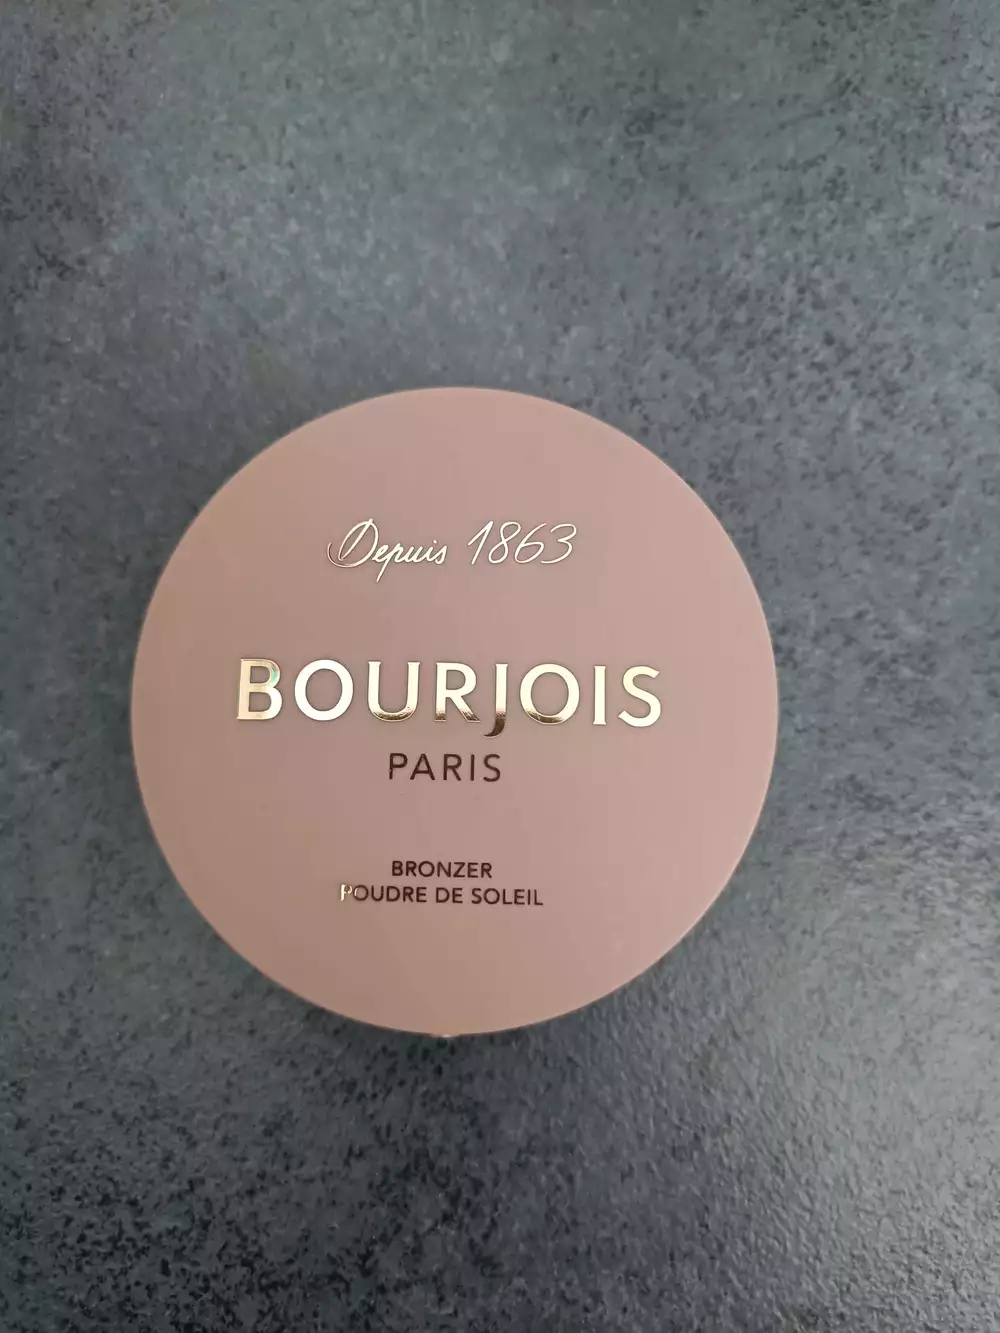 Depuis 1863
BOURJOIS
PARIS
BRONZER
POUDRE DE SOLEIL